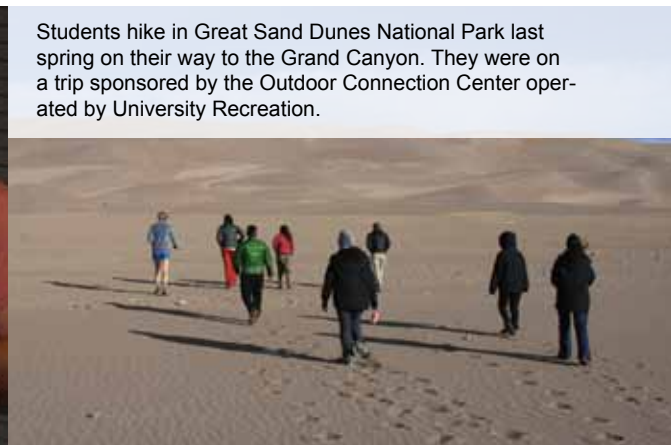 Students hike in Great Sand Dunes National Park last
spring on their way to the Grand Canyon. They were on
a trip sponsored by the Outdoor Connection Center oper-
ated by University Recreation.